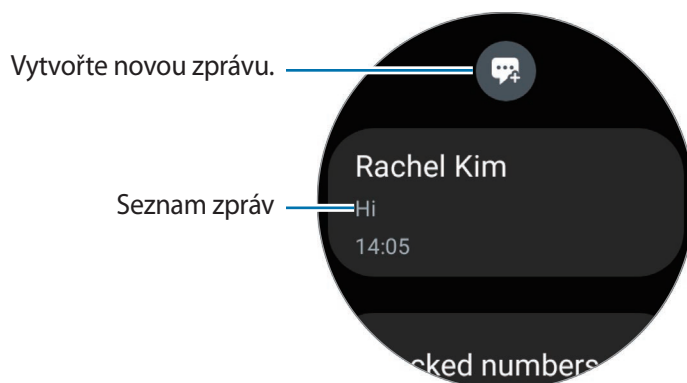 Vytvořte novou zprávu.
Rachel Kim
Seznam zpráv
Hi
14:05
cked numbers